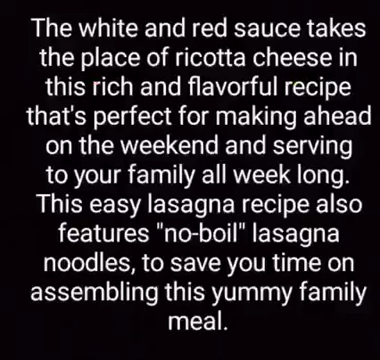 The white and red sauce takes
the place of ricotta cheese in
this rich and flavorful recipe
that's perfect for making ahead
on the weekend and serving
to your family all week long.
This easy lasagna recipe also
features "no-boil" lasagna
noodles, to save you time on
assembling this yummy family
meal.